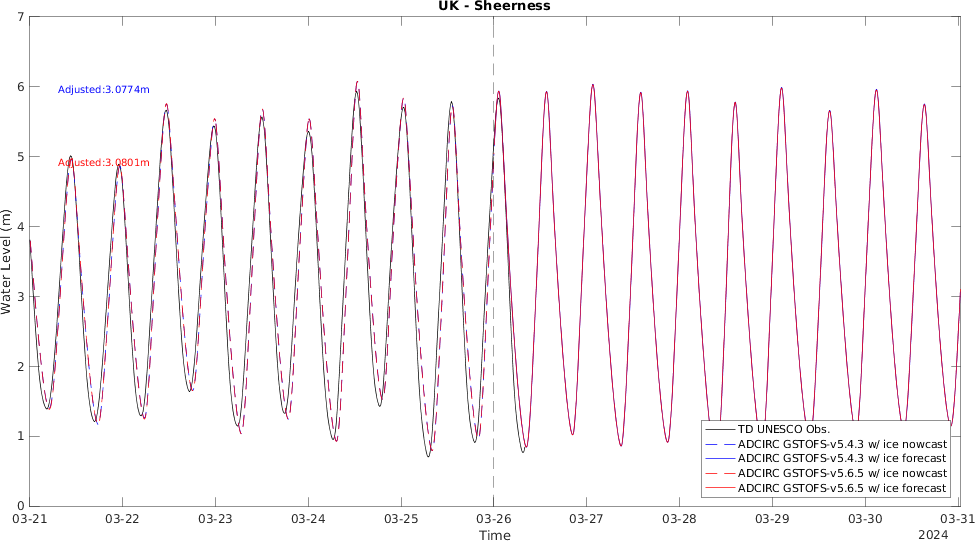 UK - Sheerness
7
6
5
4
3
2
1
0
Water Level (m)
Adjusted:3.0774m
Adjusted:3.0801m
TD UNESCO Obs.
ADCIRC GSTOFS-v5.4.3 w/ ice nowcast
ADCIRC GSTOFS-v5.4.3 w/ ice forecast
ADCIRC GSTOFS-v5.6.5 w/ ice nowcast
ADCIRC GSTOFS-v5.6.5 w/ ice forecast
03-21 03-22 03-23 03-24 03-25 03-26 03-27 03-28 03-29 03-30 03-31
Time
2024